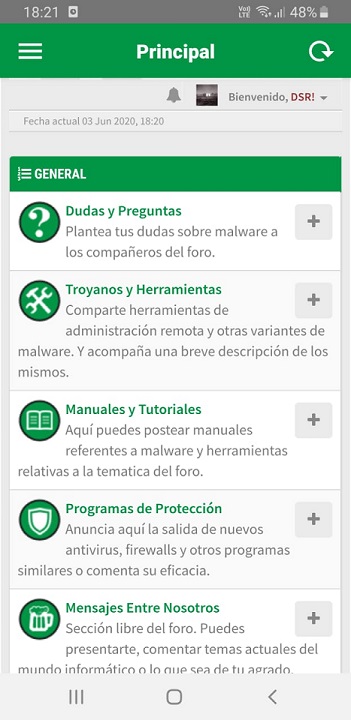 18:21 48%
Principal
Bienvenido, DSR!
Fecha actual 03 Jun 2020, 18:20
GENERAL
Dudas y Preguntas
Plantea tus dudas sobre malware a
los compañeros del foro.
Troyanos y Herramientas
Comparte herramientas de
administración remota y otras variantes de
malware. Y acompaña una breve descripción de los
mismos.
Manuales y Tutoriales
Aquí puedes postear manuales
referentes a malware y herramientas
relativas a la tematica del foro.
Programas de Protección
Anuncia aquí la salida de nuevos
antivirus, firewalls y otros programas
similares o comenta su eficacia.
Mensajes Entre Nosotros
Sección libre del foro. Puedes
presentarte, comentar temas actuales del
mundo informático o lo que sea de tu agrado.